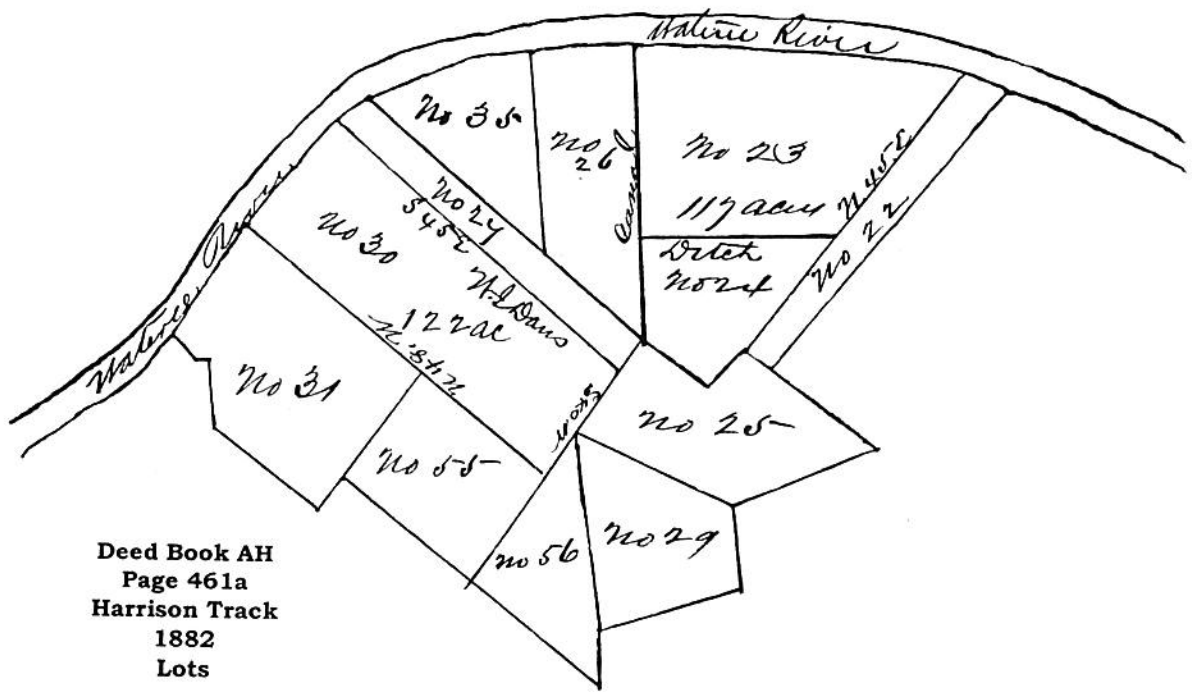 Wateree River
No 35
No 26
Canal
No 23
117 acres
N.45.E
No 22
Ditch
No 24
No 27
S 45 E
No 30
122 ac
Wateree River
No 31
No 55
No 25
No 56
No 29
Deed Book AH
Page 461a
Harrison Track
1882
Lots